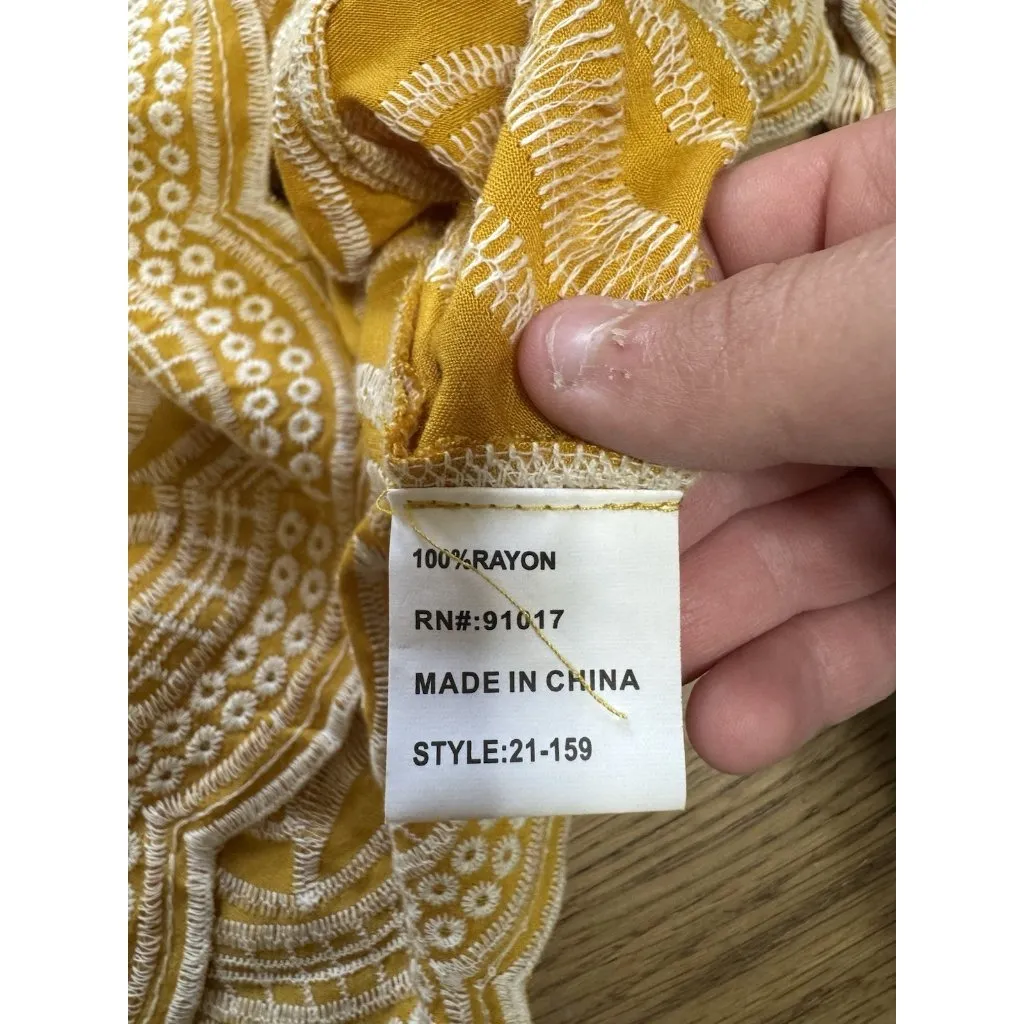 100%RAYON
RN#:91017
MADE IN CHINA
STYLE:21-159